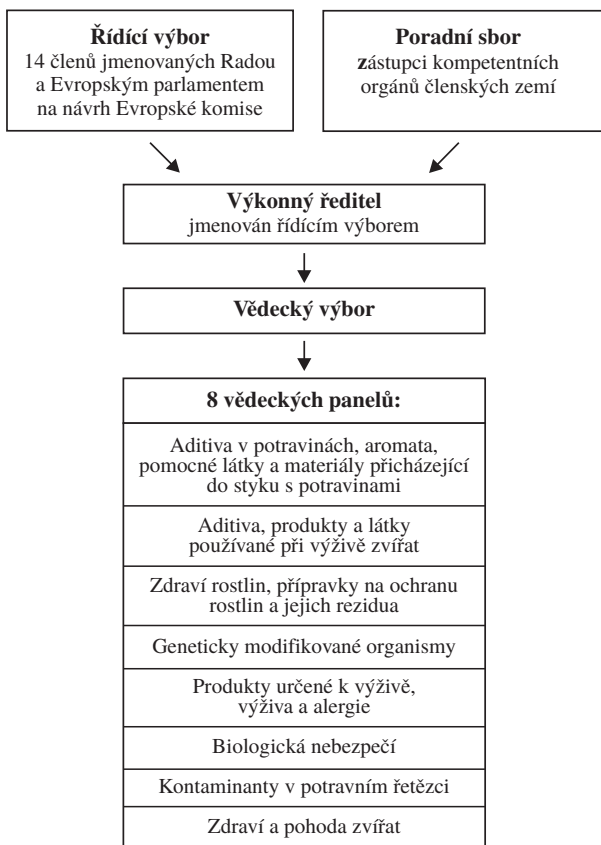 Řídící výbor
14 členů jmenovaných Radou
a Evropským parlamentem
na návrh Evropské komise
Poradní sbor
zástupci kompetentních
orgánů členských zemí
Výkonný ředitel
jmenován řídícím výborem
Vědecký výbor
8 vědeckých panelů:
Aditiva v potravinách, aromata,
pomocné látky a materiály přicházející
do styku s potravinami
Aditiva, produkty a látky
používané při výživě zvířat
Zdraví rostlin, přípravky na ochranu
rostlin a jejich rezidua
Geneticky modifikované organismy
Produkty určené k výživě,
výživa a alergie
Biologická nebezpečí
Kontaminanty v potravním řetězci
Zdraví a pohoda zvířat